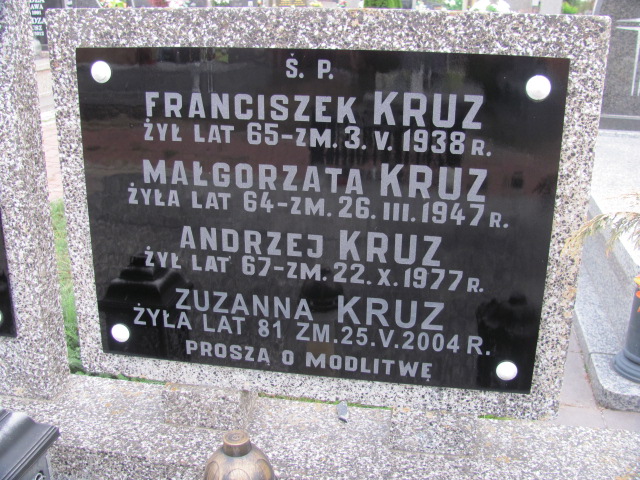 Ś. P.
FRANCISZEK KRUZ
ŻYŁ LAT 65-ZM. 3. V. 1938 R.
MAŁGORZATA KRUZ
ŻYŁA LAT 64-ZM. 26. III. 1947 R.
ANDRZEJ KRUZ
ŻYŁ LAT 67-ZM. 22. X. 1977 R.
ZUZANNA KRUZ
ŻYŁA LAT 81 ZM. 25. V. 2004 R.
PROSZĄ O MODLITWĘ